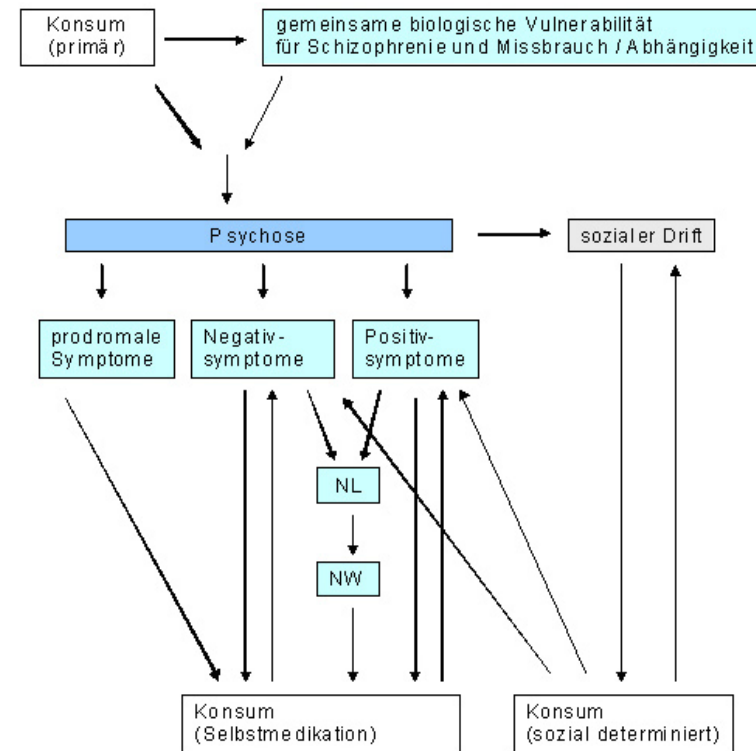 Konsum
(primär)
gemeinsame biologische Vulnerabilität
für Schizophrenie und Missbrauch / Abhängigkeit
Psychose
sozialer Drift
prodromale
Symptome
Negativ-
symptome
Positiv-
symptome
NL
NW
Konsum
(Selbstmedikation)
Konsum
(sozial determiniert)